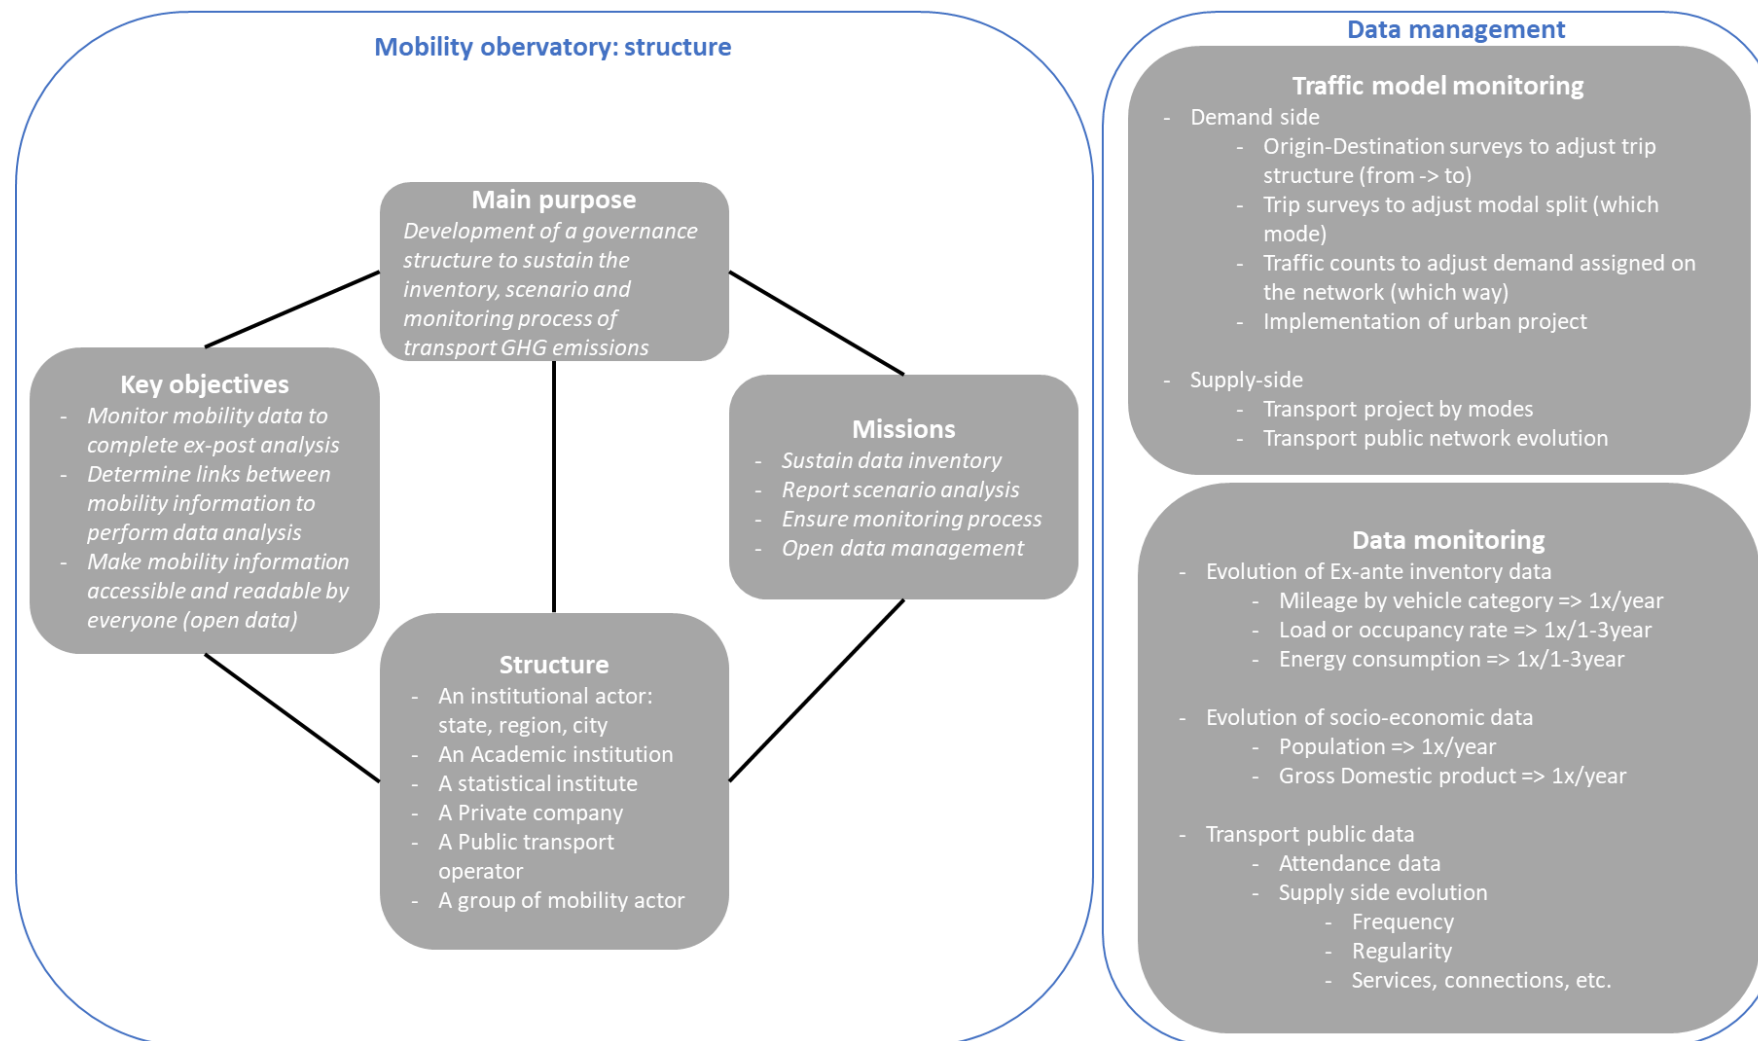 Mobility obervatory: structure
Main purpose
Development of a governance
structure to sustain the
inventory, scenario and
monitoring process of
transport GHG emissions
Key objectives
- Monitor mobility data to
complete ex-post analysis
- Determine links between
mobility information to
perform data analysis
- Make mobility information
accessible and readable by
everyone (open data)
Missions
- Sustain data inventory
- Report scenario analysis
- Ensure monitoring process
- Open data management
Structure
- An institutional actor:
state, region, city
- An Academic institution
- A statistical institute
- A Private company
- A Public transport
operator
- A group of mobility actor
Data management
Traffic model monitoring
- Demand side
- Origin-Destination surveys to adjust trip
structure (from -> to)
- Trip surveys to adjust modal split (which
mode)
- Traffic counts to adjust demand assigned on
the network (which way)
- Implementation of urban project
- Supply-side
- Transport project by modes
- Transport public network evolution
Data monitoring
- Evolution of Ex-ante inventory data
- Mileage by vehicle category => 1x/year
- Load or occupancy rate => 1x/1-3year
- Energy consumption => 1x/1-3year
- Evolution of socio-economic data
- Population => 1x/year
- Gross Domestic product => 1x/year
- Transport public data
- Attendance data
- Supply side evolution
- Frequency
- Regularity
- Services, connections, etc.